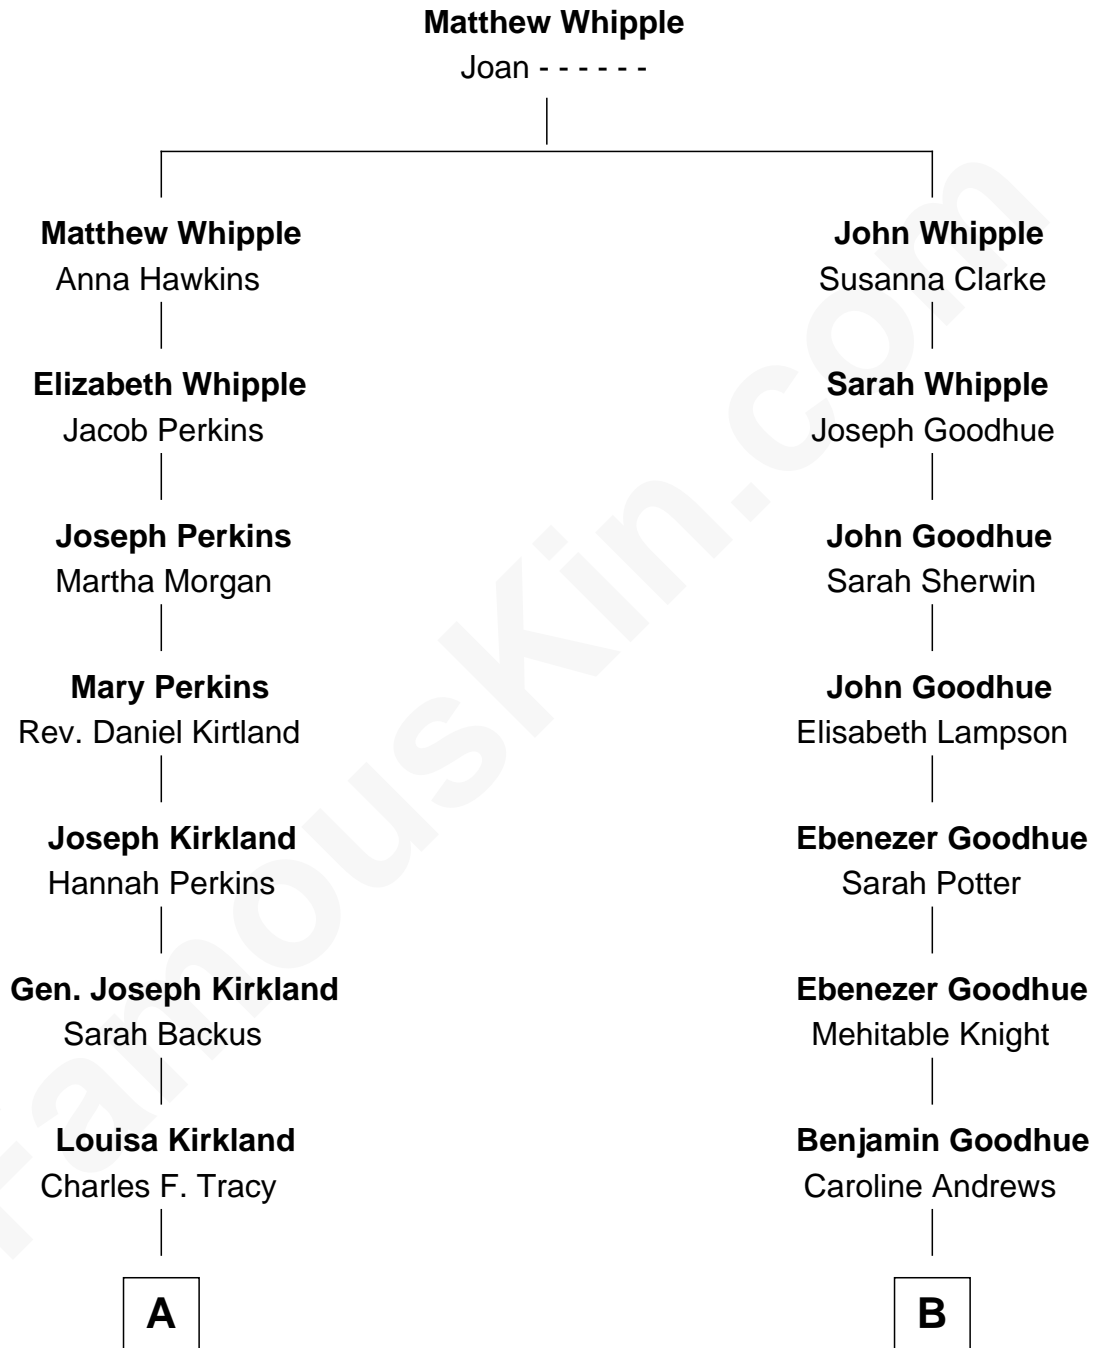 Matthew Whipple
Joan - - - - - -
Matthew Whipple
Anna Hawkins
John Whipple
Susanna Clarke
Elizabeth Whipple
Jacob Perkins
Sarah Whipple
Joseph Goodhue
Joseph Perkins
Martha Morgan
John Goodhue
Sarah Sherwin
Mary Perkins
Rev. Daniel Kirtland
John Goodhue
Elisabeth Lampson
Joseph Kirkland
Hannah Perkins
Ebenezer Goodhue
Sarah Potter
Gen. Joseph Kirkland
Sarah Backus
Ebenezer Goodhue
Mehitable Knight
Louisa Kirkland
Charles F. Tracy
Benjamin Goodhue
Caroline Andrews
A
B
FamousKin.com